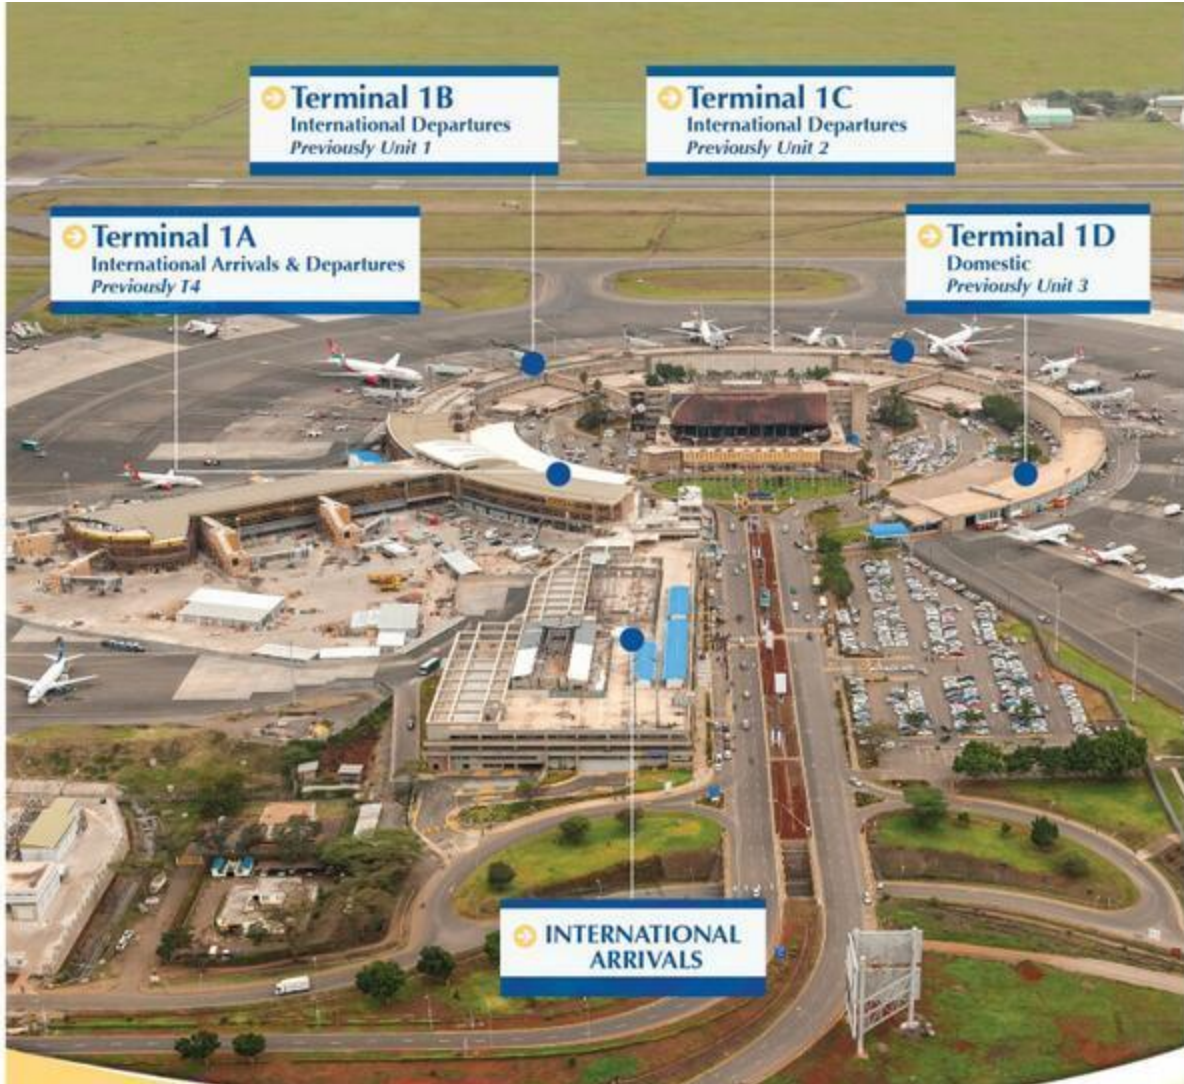 Terminal 1B
International Departures
Previously Unit 1
Terminal 1C
International Departures
Previously Unit 2
Terminal 1A
International Arrivals & Departures
Previously T4
Terminal 1D
Domestic
Previously Unit 3
INTERNATIONAL
ARRIVALS